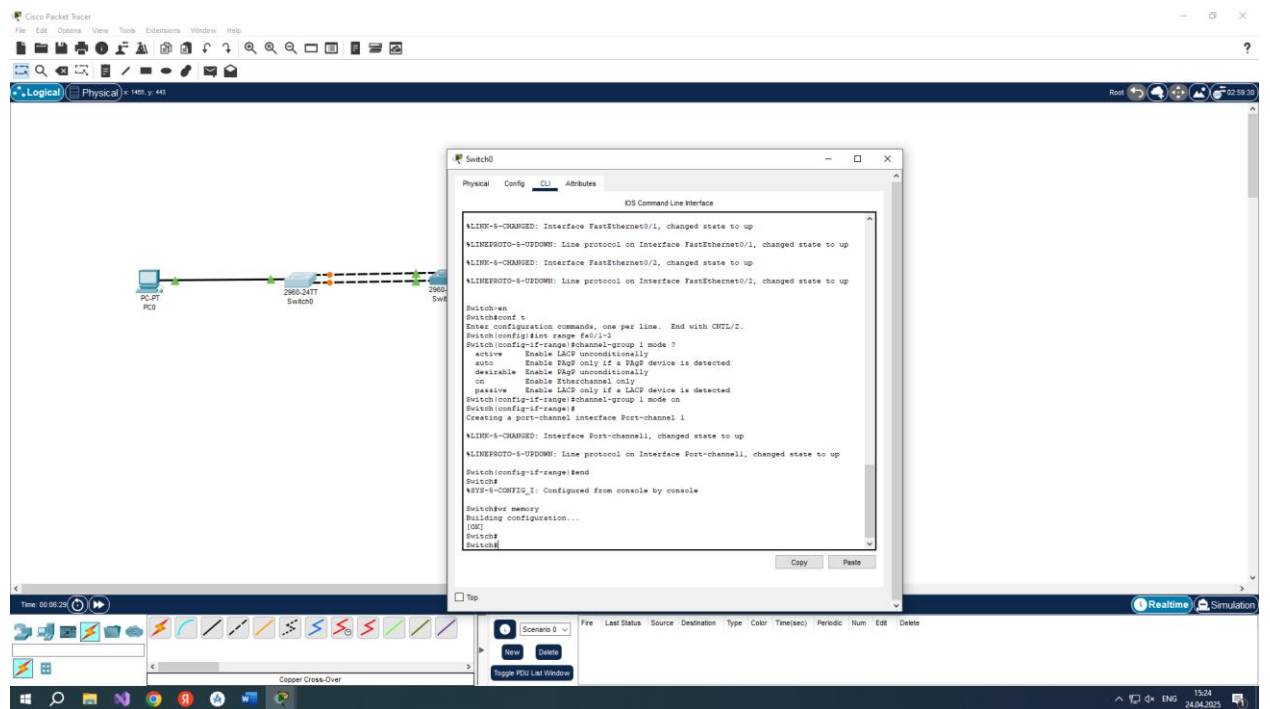 Cisco Packet Tracer
File Edit Options View Tools Extensions Window Help
?
Logical Physical x: 1485, y: 443
Root 02:59:30
Switch0
Physical Config CLI Attributes
IOS Command Line Interface
%LINK-5-CHANGED: Interface FastEthernet0/1, changed state to up
%LINEPROTO-5-UPDOWN: Line protocol on Interface FastEthernet0/1, changed state to up
%LINK-5-CHANGED: Interface FastEthernet0/2, changed state to up
%LINEPROTO-5-UPDOWN: Line protocol on Interface FastEthernet0/2, changed state to up
Switch>en
Switch#conf t
Enter configuration commands, one per line. End with CNTL/Z.
Switch(config)#int range fa0/1-2
Switch(config-if-range)#channel-group 1 mode ?
active Enable LACP unconditionally
auto Enable PAgP only if a PAgP device is detected
desirable Enable PAgP unconditionally
on Enable Etherchannel only
passive Enable LACP only if a LACP device is detected
Switch(config-if-range)#channel-group 1 mode on
Switch(config-if-range)#
Creating a port-channel interface Port-channel 1
%LINK-5-CHANGED: Interface Port-channel1, changed state to up
%LINEPROTO-5-UPDOWN: Line protocol on Interface Port-channel1, changed state to up
Switch(config-if-range)#end
Switch#
%SYS-5-CONFIG_I: Configured from console by console
Switch#wr memory
Building configuration...
[OK]
Switch#
Switch#
Copy Paste
Top
PC-PT
PC0
2960-24TT
Switch0
2960-
Swit
Time: 00:06:29
Realtime Simulation
Scenario 0
New Delete
Toggle PDU List Window
Fire Last Status Source Destination Type Color Time(sec) Periodic Num Edit Delete
Copper Cross-Over
ENG
15:24
24.04.2025